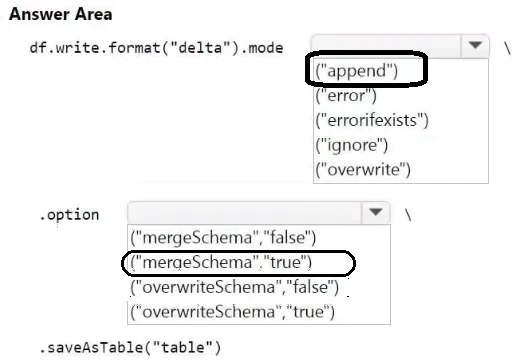 Answer Area
df.write.format("delta").mode \
("append")
("error")
("errorifexists")
("ignore")
("overwrite")
.option \
("mergeSchema","false")
("mergeSchema","true")
("overwriteSchema","false")
("overwriteSchema","true")
.saveAsTable("table")